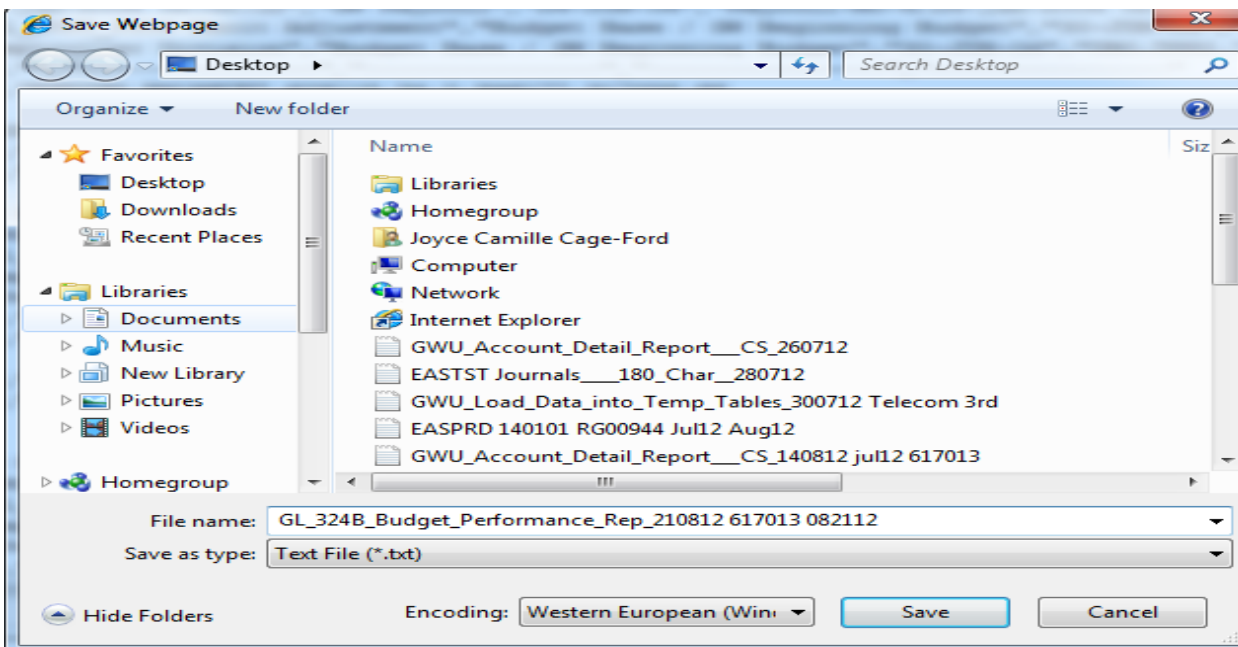 Save Webpage
Desktop
Search Desktop
Organize
New folder
Favorites
Desktop
Downloads
Recent Places
Libraries
Documents
Music
New Library
Pictures
Videos
Homegroup
Name
Siz
Libraries
Homegroup
Joyce Camille Cage-Ford
Computer
Network
Internet Explorer
GWU_Account_Detail_Report___CS_260712
EASTST Journals____180_Char__280712
GWU_Load_Data_into_Temp_Tables_300712 Telecom 3rd
EASPRD 140101 RG00944 Jul12 Aug12
GWU_Account_Detail_Report___CS_140812 jul12 617013
File name: GL_324B_Budget_Performance_Rep_210812 617013 082112
Save as type: Text File (*.txt)
Hide Folders
Encoding: Western European (Win
Save
Cancel